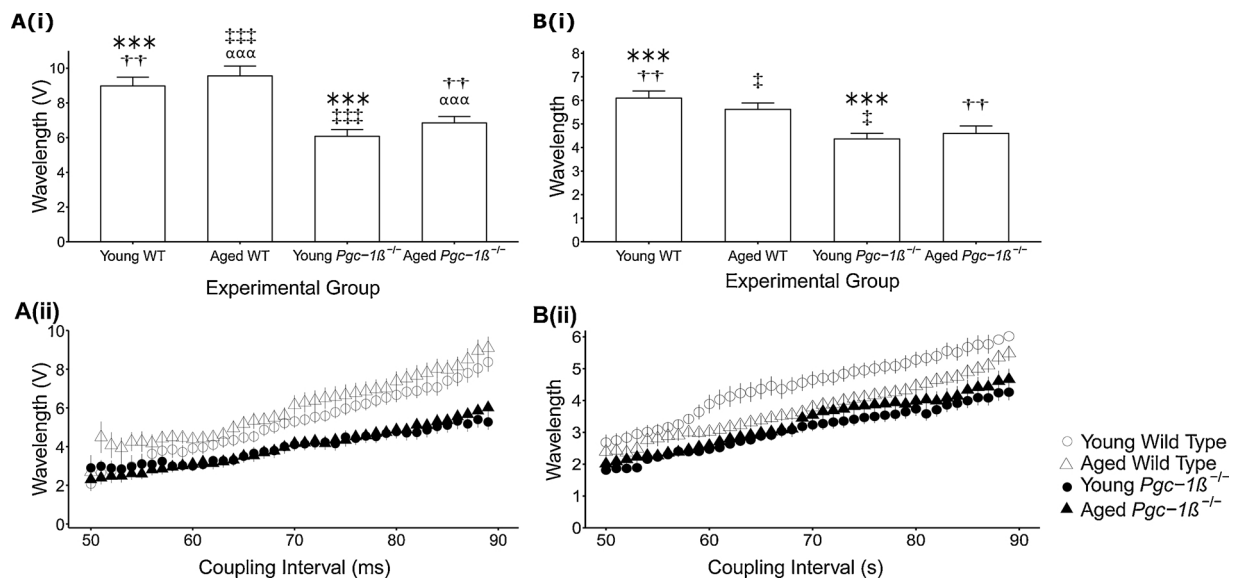 A(i)
Wavelength (V)
10
8
6
4
2
0
***
††
‡‡‡
ααα
***
‡‡‡
††
ααα
Young WT
Aged WT
Young Pgc−1ß−/−
Aged Pgc−1ß−/−
Experimental Group
B(i)
Wavelength
8
7
6
5
4
3
2
1
0
***
††
‡
***
‡
††
Young WT
Aged WT
Young Pgc−1ß−/−
Aged Pgc−1ß−/−
Experimental Group
A(ii)
Wavelength (V)
10
8
6
4
2
0
50
60
70
80
90
Coupling Interval (ms)
B(ii)
Wavelength
6
5
4
3
2
1
0
50
60
70
80
90
Coupling Interval (s)
Young Wild Type
Aged Wild Type
Young Pgc−1ß−/−
Aged Pgc−1ß−/−